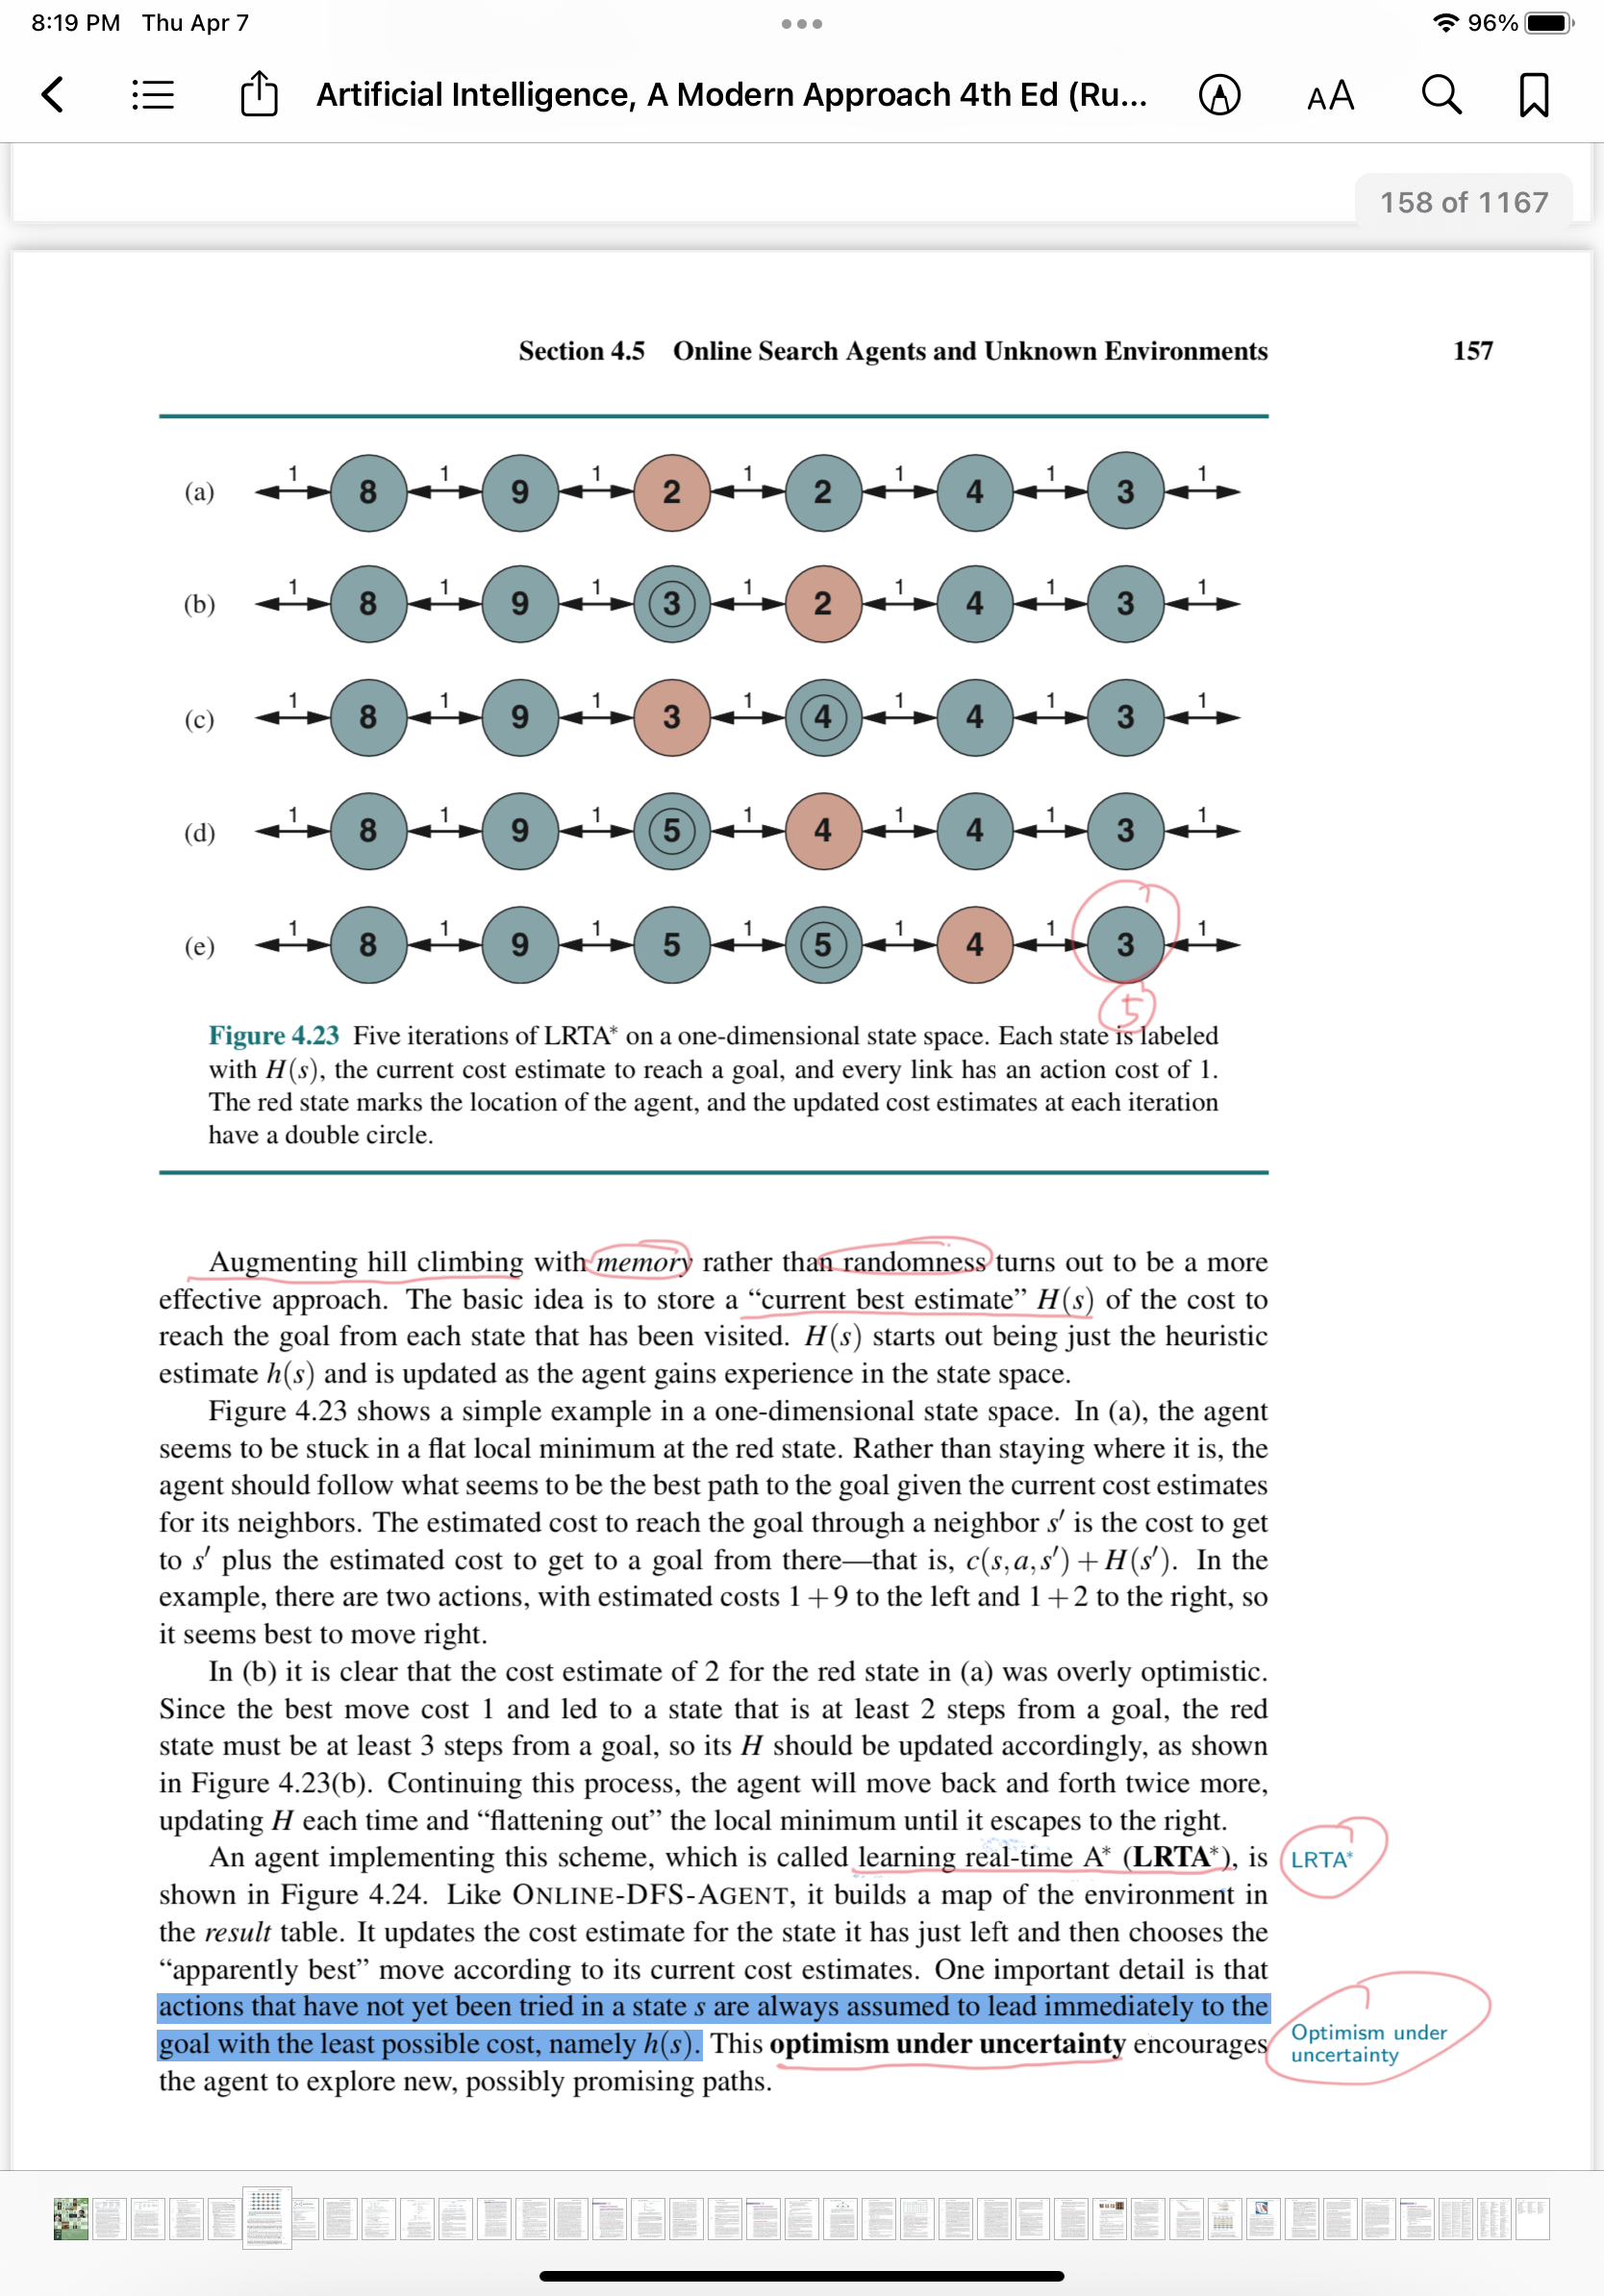 8:19 PM Thu Apr 7
96%
Artificial Intelligence, A Modern Approach 4th Ed (Ru...
AA
158 of 1167
Section 4.5 Online Search Agents and Unknown Environments 157
1 1 1 1 1 1 1
(a) 8 9 2 2 4 3
1 1 1 1 1 1 1
(b) 8 9 3 2 4 3
1 1 1 1 1 1 1
(c) 8 9 3 4 4 3
1 1 1 1 1 1 1
(d) 8 9 5 4 4 3
1 1 1 1 1 1 1
(e) 8 9 5 5 4 3
5
Figure 4.23 Five iterations of LRTA* on a one-dimensional state space. Each state is labeled
with H(s), the current cost estimate to reach a goal, and every link has an action cost of 1.
The red state marks the location of the agent, and the updated cost estimates at each iteration
have a double circle.
Augmenting hill climbing with memory rather than randomness turns out to be a more
effective approach. The basic idea is to store a “current best estimate” H(s) of the cost to
reach the goal from each state that has been visited. H(s) starts out being just the heuristic
estimate h(s) and is updated as the agent gains experience in the state space.
Figure 4.23 shows a simple example in a one-dimensional state space. In (a), the agent
seems to be stuck in a flat local minimum at the red state. Rather than staying where it is, the
agent should follow what seems to be the best path to the goal given the current cost estimates
for its neighbors. The estimated cost to reach the goal through a neighbor s′ is the cost to get
to s′ plus the estimated cost to get to a goal from there—that is, c(s,a,s′) + H(s′). In the
example, there are two actions, with estimated costs 1+9 to the left and 1+2 to the right, so
it seems best to move right.
In (b) it is clear that the cost estimate of 2 for the red state in (a) was overly optimistic.
Since the best move cost 1 and led to a state that is at least 2 steps from a goal, the red
state must be at least 3 steps from a goal, so its H should be updated accordingly, as shown
in Figure 4.23(b). Continuing this process, the agent will move back and forth twice more,
updating H each time and “flattening out” the local minimum until it escapes to the right.
An agent implementing this scheme, which is called learning real-time A* (LRTA*), is
LRTA*
shown in Figure 4.24. Like ONLINE-DFS-AGENT, it builds a map of the environment in
the result table. It updates the cost estimate for the state it has just left and then chooses the
“apparently best” move according to its current cost estimates. One important detail is that
actions that have not yet been tried in a state s are always assumed to lead immediately to the
goal with the least possible cost, namely h(s). This optimism under uncertainty encourages
Optimism under
uncertainty
the agent to explore new, possibly promising paths.